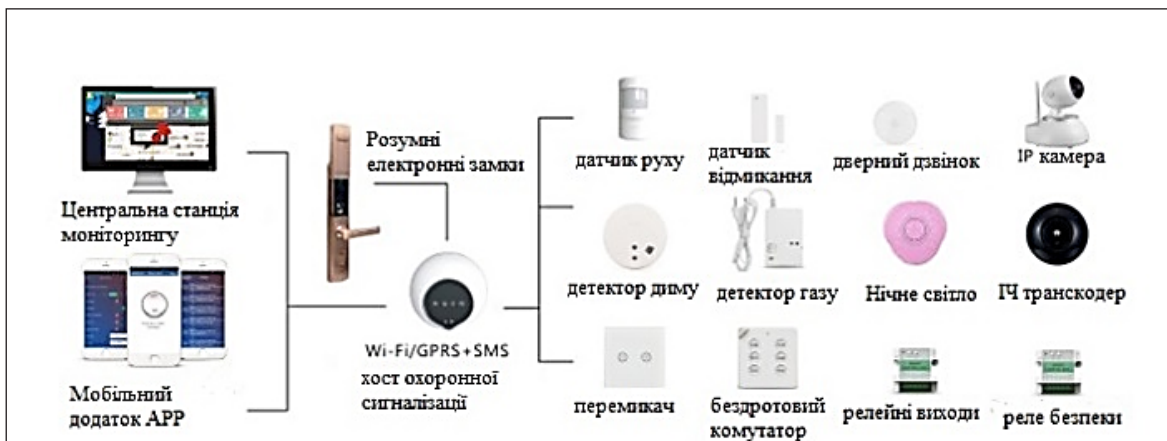 Розумні
електронні замки
Центральна станція
моніторингу
Мобільний
додаток APP
Wi-Fi/GPRS+SMS
хост охоронної
сигналізації
датчик руху
датчик
відмикання
дверний дзвінок
IP камера
детектор диму
детектор газу
Нічне світло
ІЧ транскодер
перемикач
бездротовий
комутатор
релейні виходи
реле безпеки